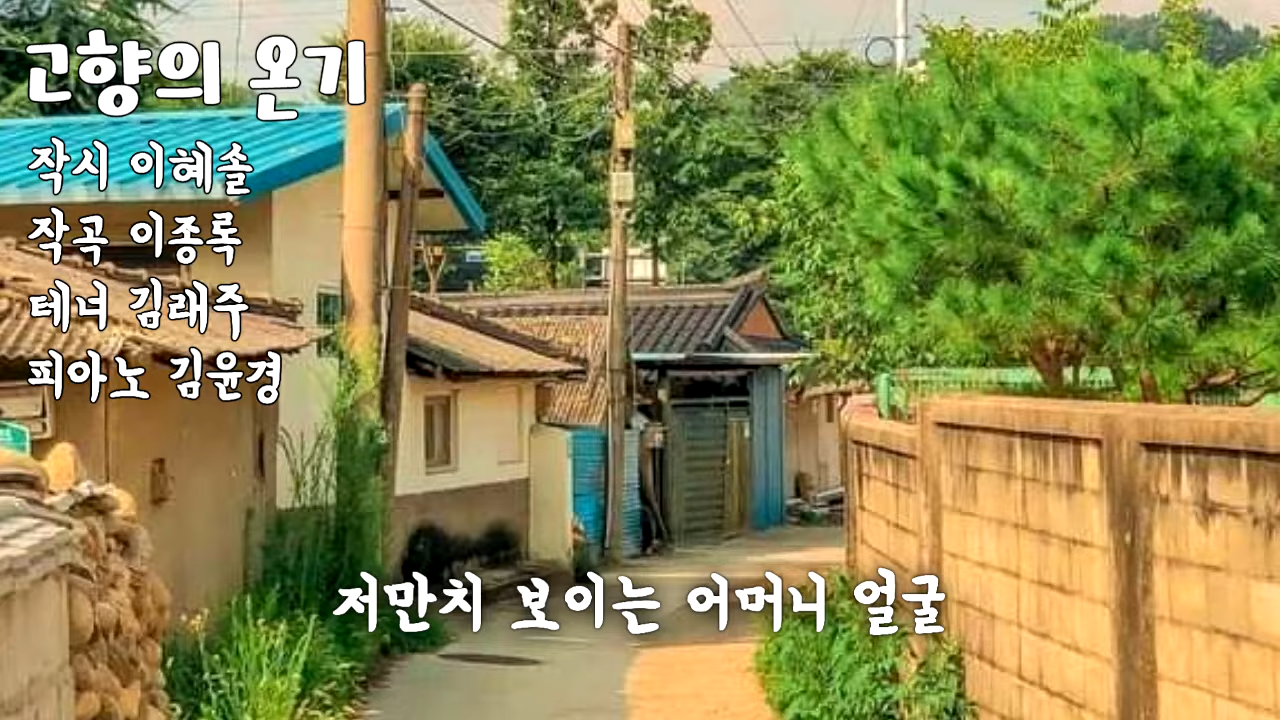 고향의 온기
작시 이혜솔
작곡 이종록
테너 김래주
피아노 김윤경
저만치 보이는 어머니 얼굴